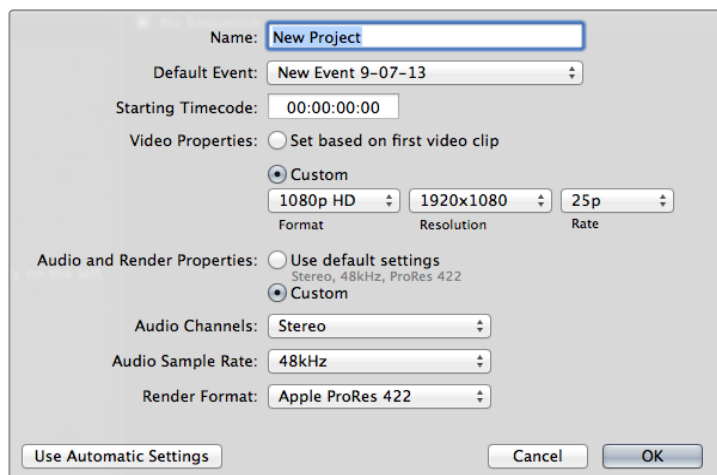 Name: New Project
Default Event: New Event 9-07-13
Starting Timecode: 00:00:00:00
Video Properties: Set based on first video clip
Custom
1080p HD 1920x1080 25p
Format Resolution Rate
Audio and Render Properties: Use default settings
Stereo, 48kHz, ProRes 422
Custom
Audio Channels: Stereo
Audio Sample Rate: 48kHz
Render Format: Apple ProRes 422
Use Automatic Settings Cancel OK